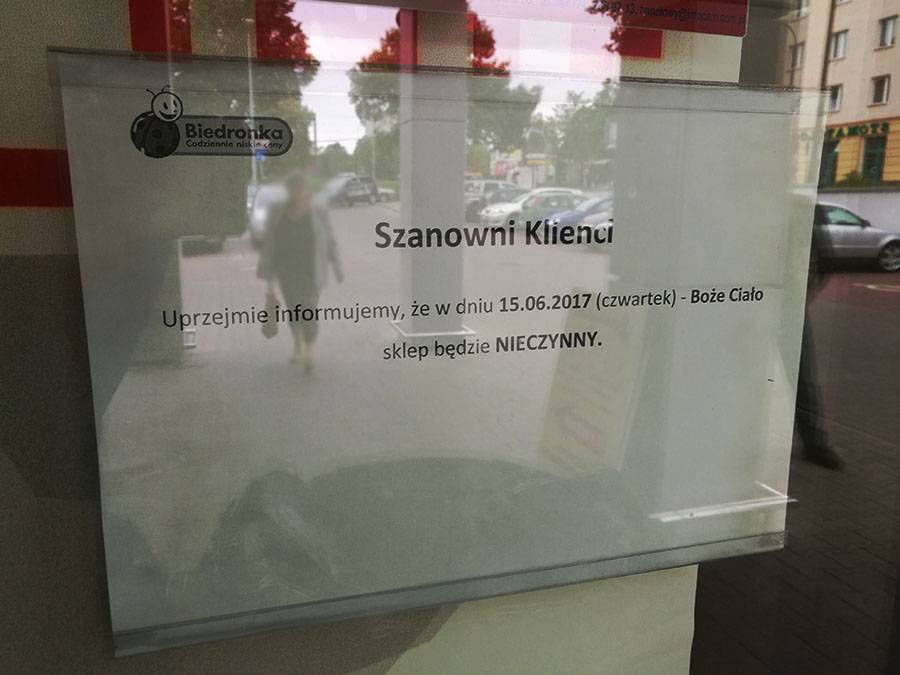 handlowy@
Biedronka
Codziennie niskie ceny
Szanowni Klienci
Uprzejmie informujemy, że w dniu 15.06.2017 (czwartek) - Boże Ciało
sklep będzie NIECZYNNY.